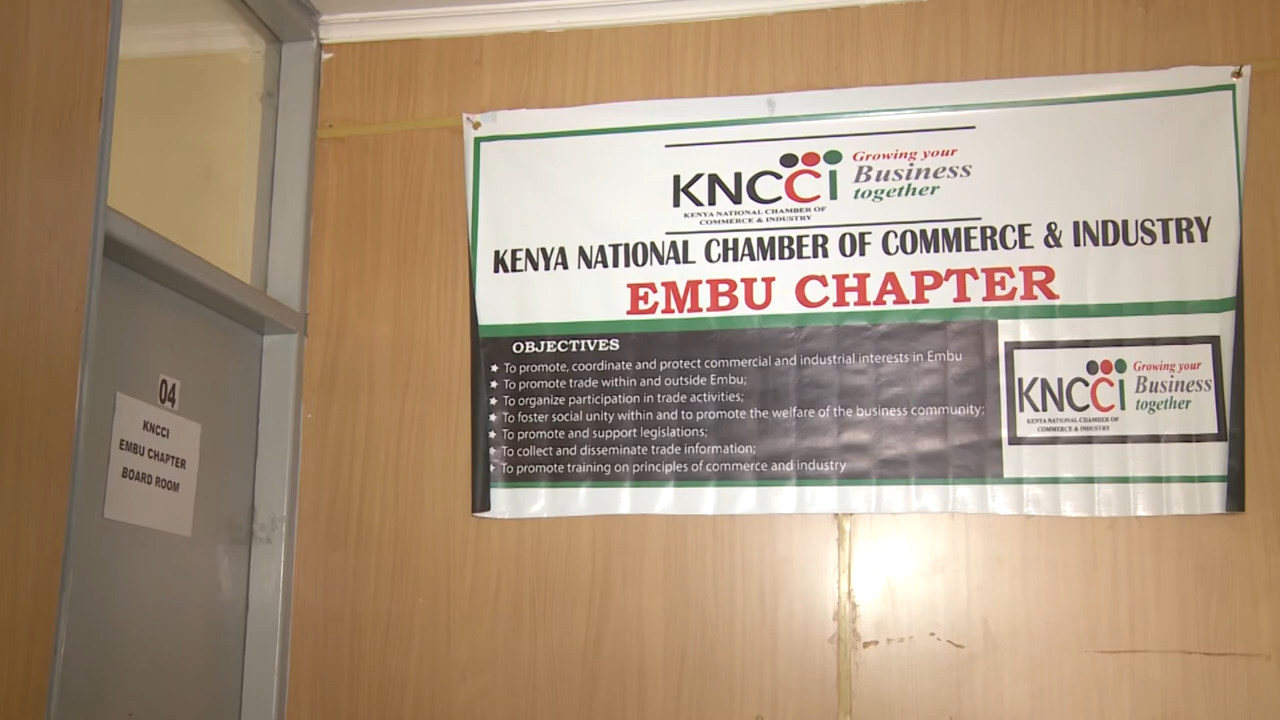 04
KNCCI
EMBU CHAPTER
BOARD ROOM
KNCCI
KENYA NATIONAL CHAMBER OF
COMMERCE & INDUSTRY
Growing your
Business
together
KENYA NATIONAL CHAMBER OF COMMERCE & INDUSTRY
EMBU CHAPTER
OBJECTIVES
To promote, coordinate and protect commercial and industrial interests in Embu
To promote trade within and outside Embu;
To organize participation in trade activities;
To foster social unity within and to promote the welfare of the business community;
To promote and support legislations;
To collect and disseminate trade information;
To promote training on principles of commerce and industry
KNCCI
KENYA NATIONAL CHAMBER OF
COMMERCE & INDUSTRY
Growing your
Business
together